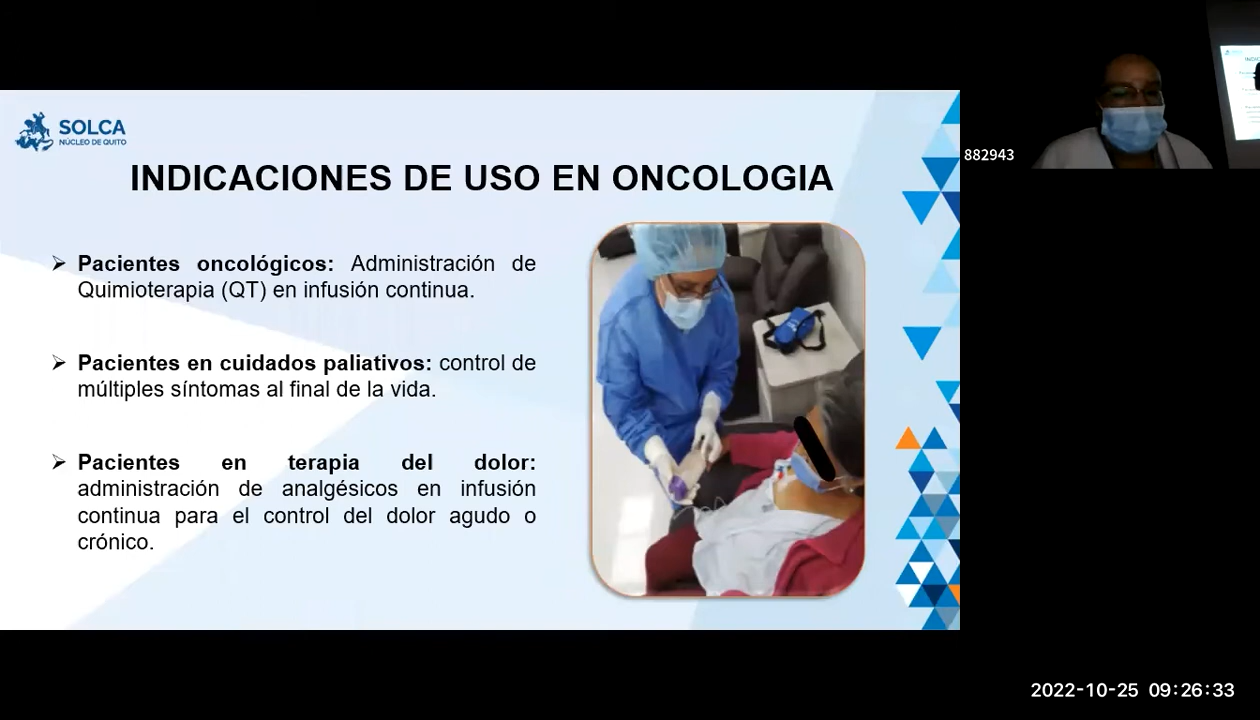 SOLCA
NÚCLEO DE QUITO
INDICACIONES DE USO EN ONCOLOGIA
➢ Pacientes oncológicos: Administración de
Quimioterapia (QT) en infusión continua.
➢ Pacientes en cuidados paliativos: control de
múltiples síntomas al final de la vida.
➢ Pacientes en terapia del dolor:
administración de analgésicos en infusión
continua para el control del dolor agudo o
crónico.
882943
2022-10-25 09:26:33